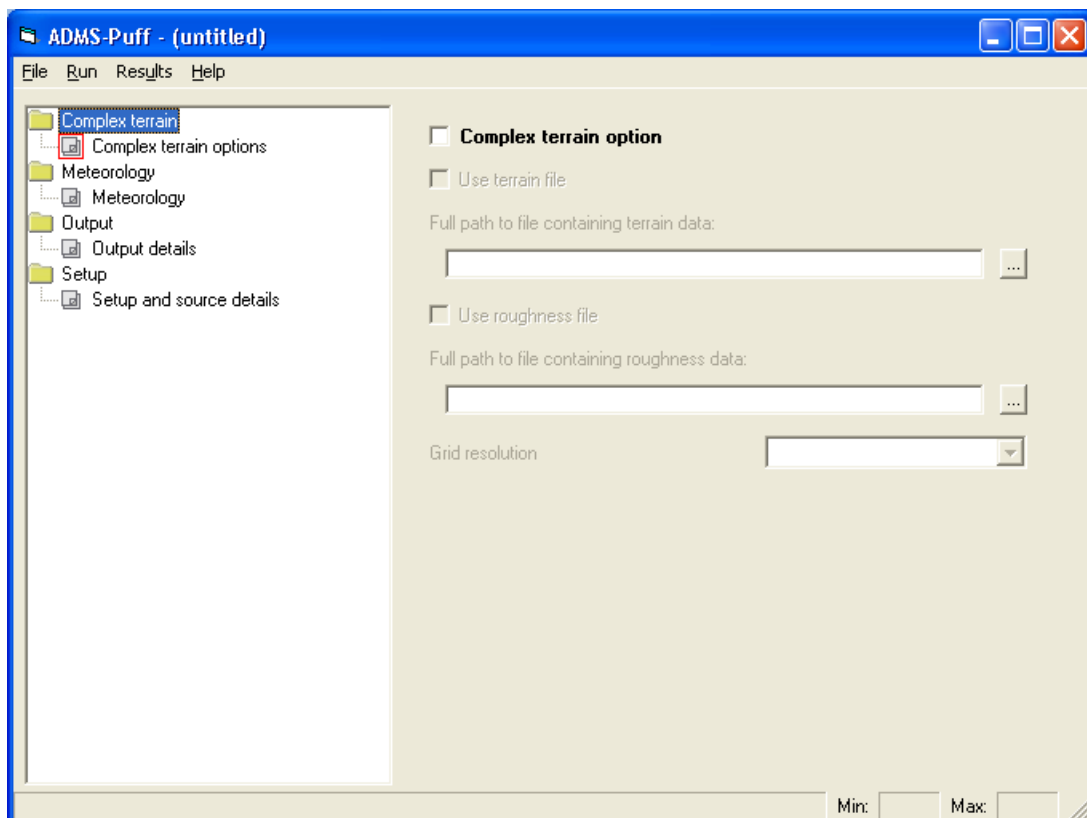 ADMS-Puff - (untitled)
File Run Results Help
Complex terrain
Complex terrain options
Meteorology
Meteorology
Output
Output details
Setup
Setup and source details
Complex terrain option
Use terrain file
Full path to file containing terrain data:
...
Use roughness file
Full path to file containing roughness data:
...
Grid resolution
Min: Max: